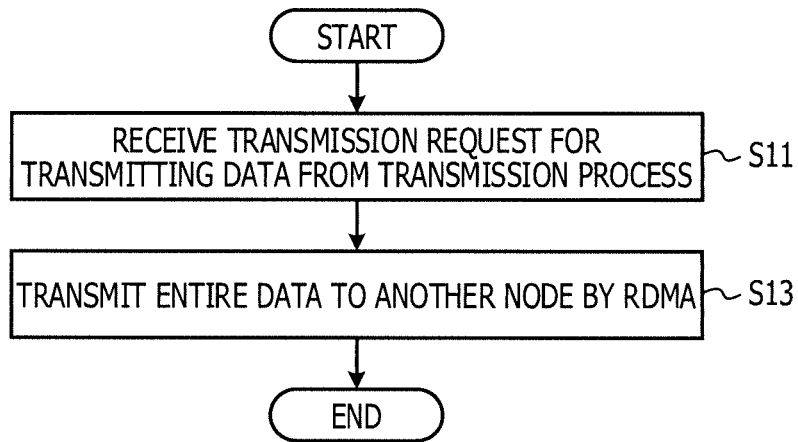 START
RECEIVE TRANSMISSION REQUEST FOR
TRANSMITTING DATA FROM TRANSMISSION PROCESS
S11
TRANSMIT ENTIRE DATA TO ANOTHER NODE BY RDMA
S13
END